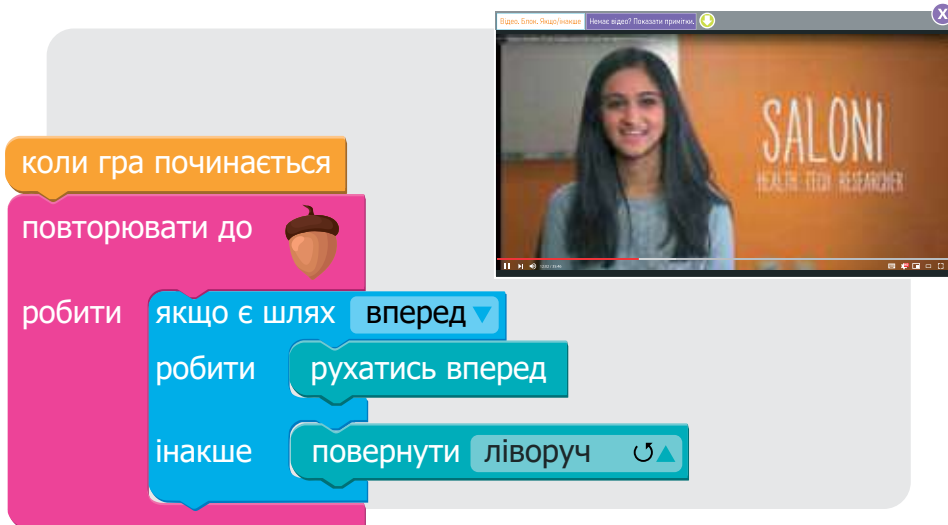 Відео. Блок. Якщо/інакше
Немає відео? Показати примітки.
X
SALONI
HEALTH TECH RESEARCHER
коли гра починається
повторювати до
робити
якщо є шлях вперед
робити
рухатись вперед
інакше
повернути ліворуч